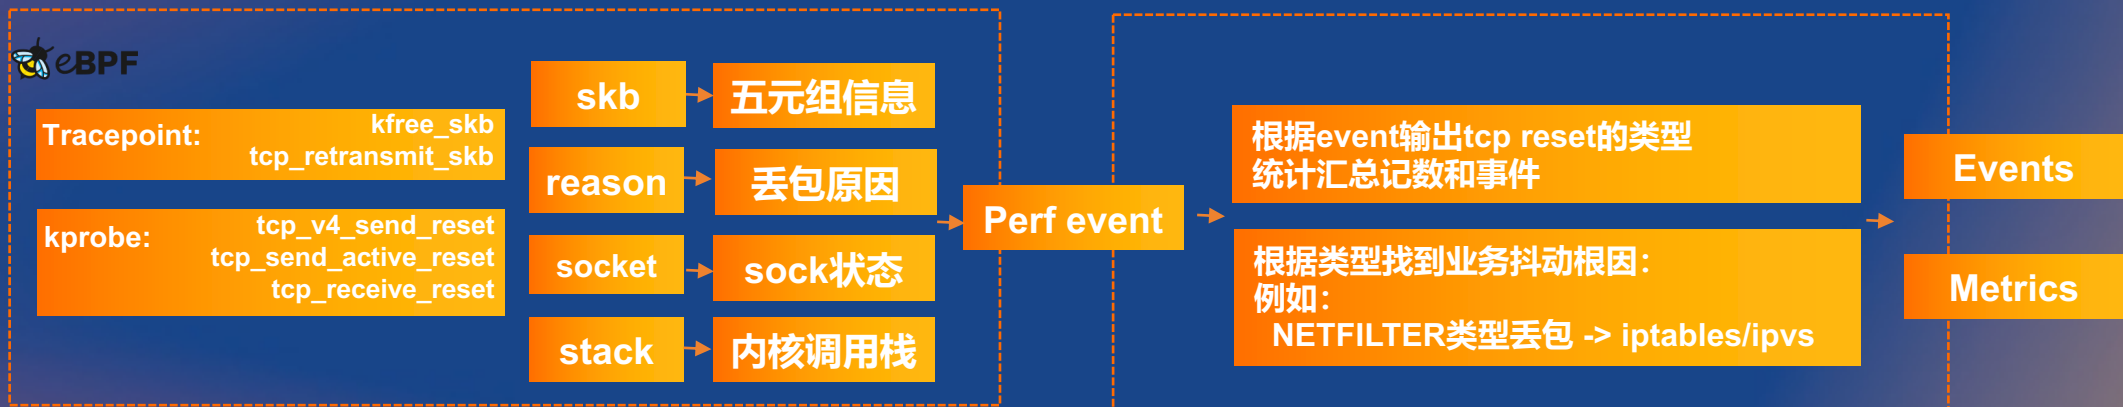 eBPF
Tracepoint:
kfree_skb
tcp_retransmit_skb
kprobe:
tcp_v4_send_reset
tcp_send_active_reset
tcp_receive_reset
skb
五元组信息
reason
丢包原因
socket
sock状态
stack
内核调用栈
Perf event
根据event输出tcp reset的类型
统计汇总记数和事件
根据类型找到业务抖动根因：
例如：
NETFILTER类型丢包 -> iptables/ipvs
Events
Metrics